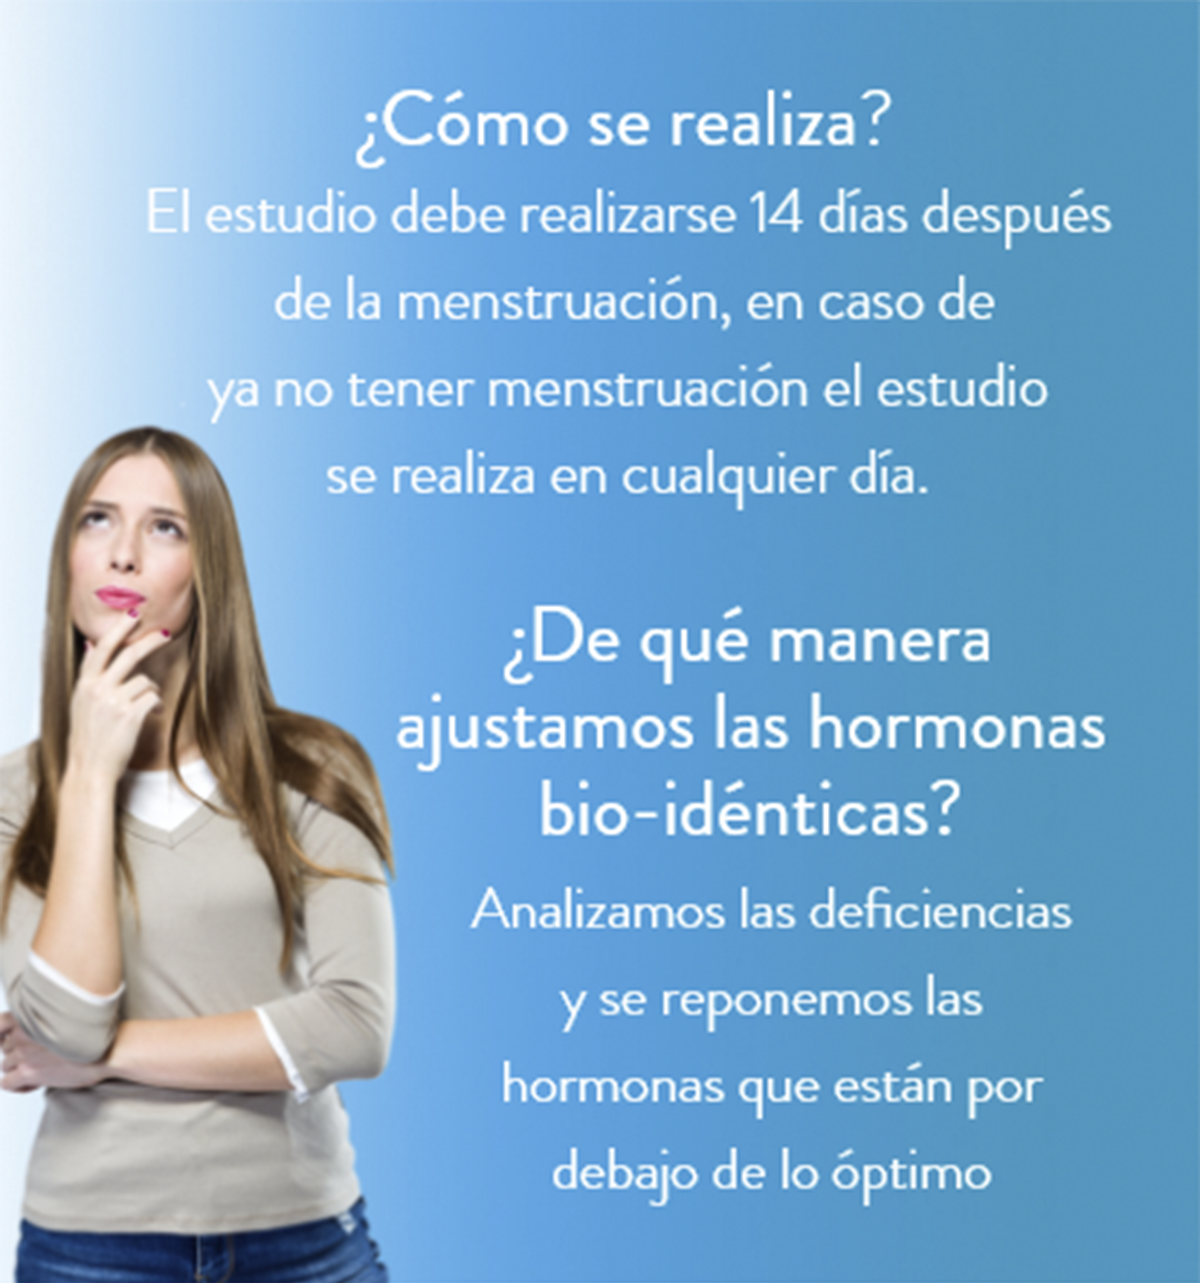 ¿Cómo se realiza?
El estudio debe realizarse 14 días después
de la menstruación, en caso de
ya no tener menstruación el estudio
se realiza en cualquier día.
¿De qué manera
ajustamos las hormonas
bio-idénticas?
Analizamos las deficiencias
y se reponemos las
hormonas que están por
debajo de lo óptimo